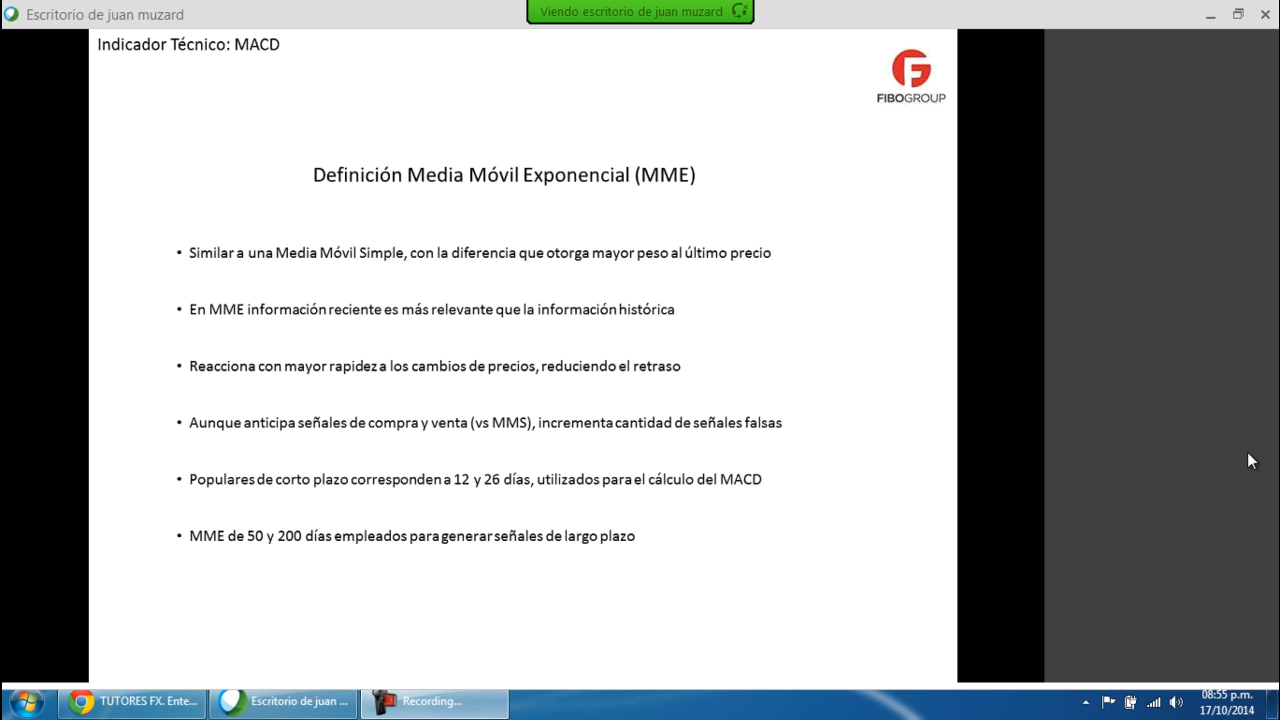 Escritorio de juan muzard
Viendo escritorio de juan muzard
Indicador Técnico: MACD
FIBOGROUP
Definición Media Móvil Exponencial (MME)
• Similar a una Media Móvil Simple, con la diferencia que otorga mayor peso al último precio
• En MME información reciente es más relevante que la información histórica
• Reacciona con mayor rapidez a los cambios de precios, reduciendo el retraso
• Aunque anticipa señales de compra y venta (vs MMS), incrementa cantidad de señales falsas
• Populares de corto plazo corresponden a 12 y 26 días, utilizados para el cálculo del MACD
• MME de 50 y 200 días empleados para generar señales de largo plazo
TUTORES FX. Ente...
Escritorio de juan ...
Recording...
08:55 p.m.
17/10/2014